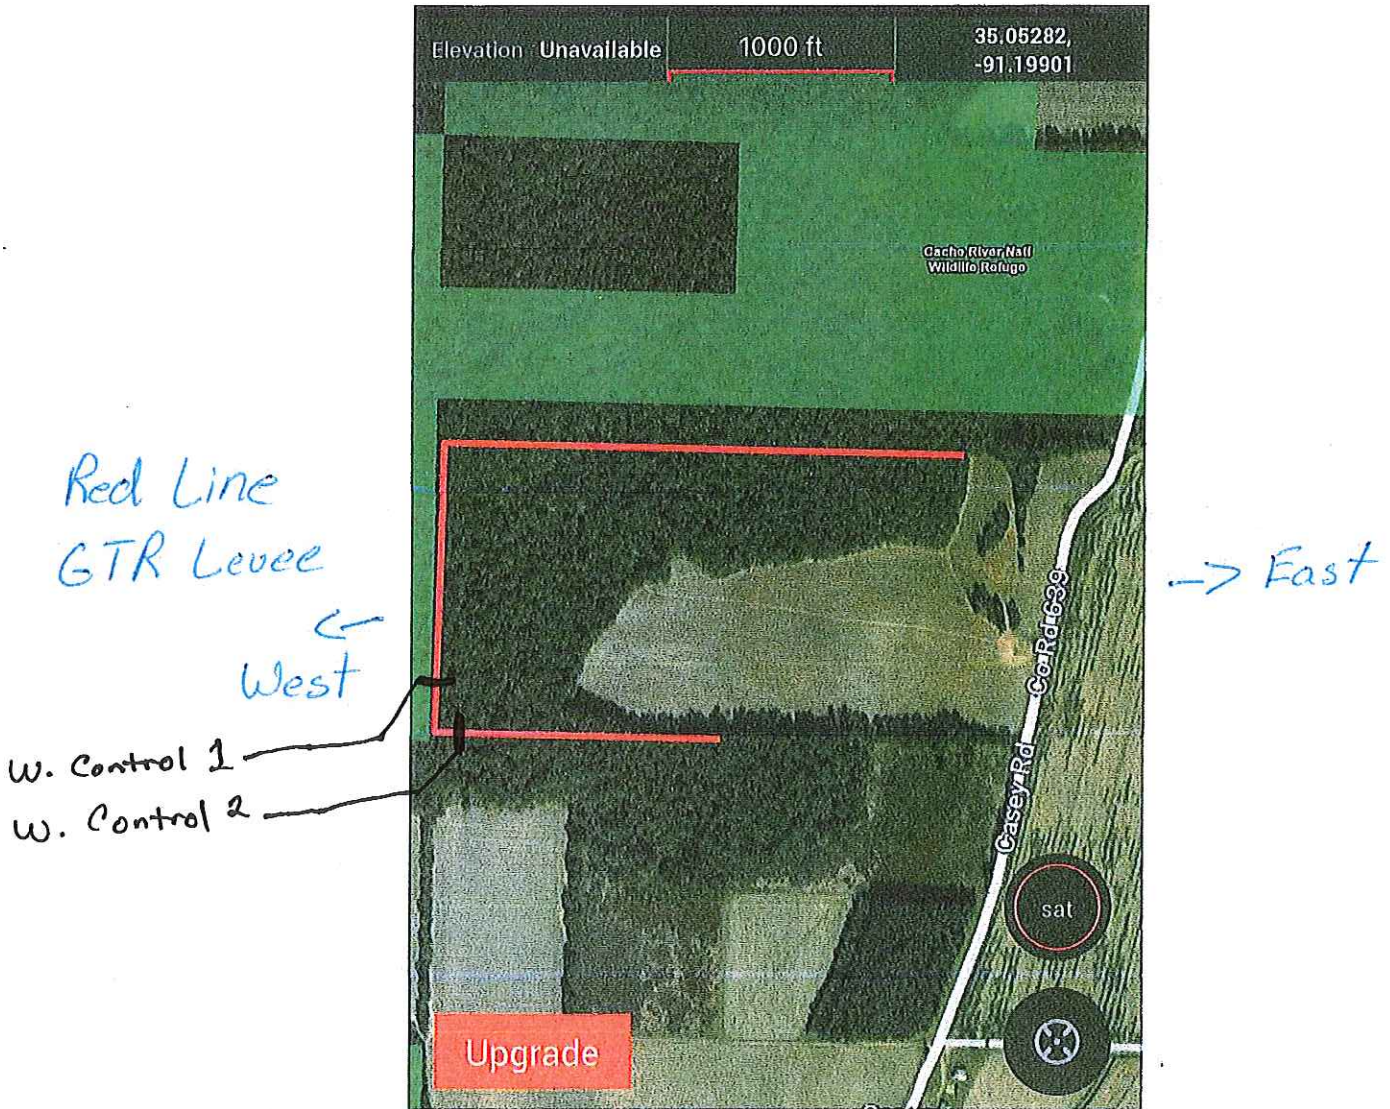 Elevation Unavailable
1000 ft
35.05282,
-91.19901
Cache River Natl
Wildlife Refuge
Red Line
GTR Levee
<-
West
-> East
W. Control 1
W. Control 2
Co Rd 639
Casey Rd
sat
Upgrade